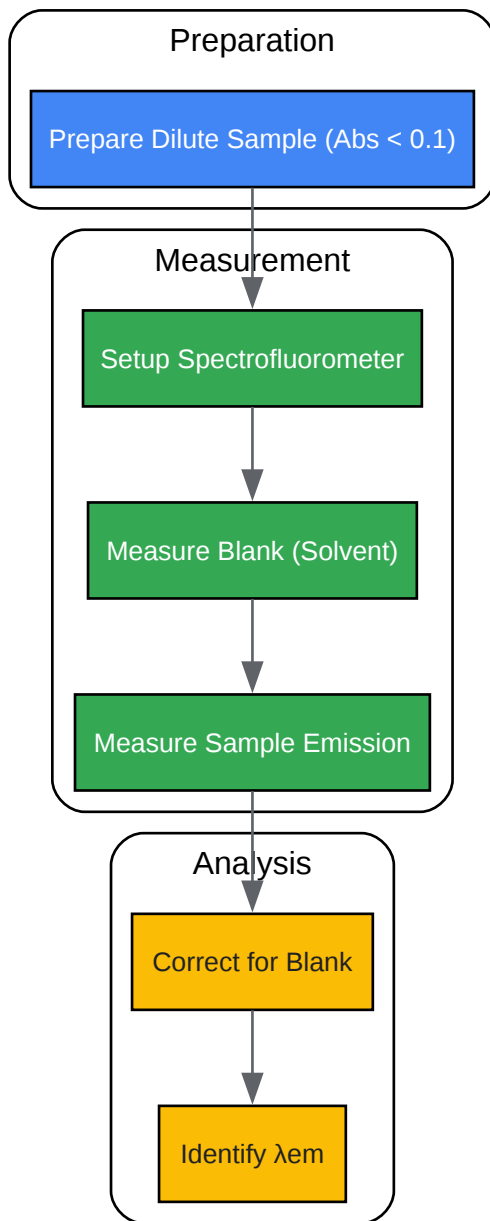 Preparation
Prepare Dilute Sample (Abs < 0.1)
Measurement
Setup Spectrofluorometer
Measure Blank (Solvent)
Measure Sample Emission
Analysis
Correct for Blank
Identify λem